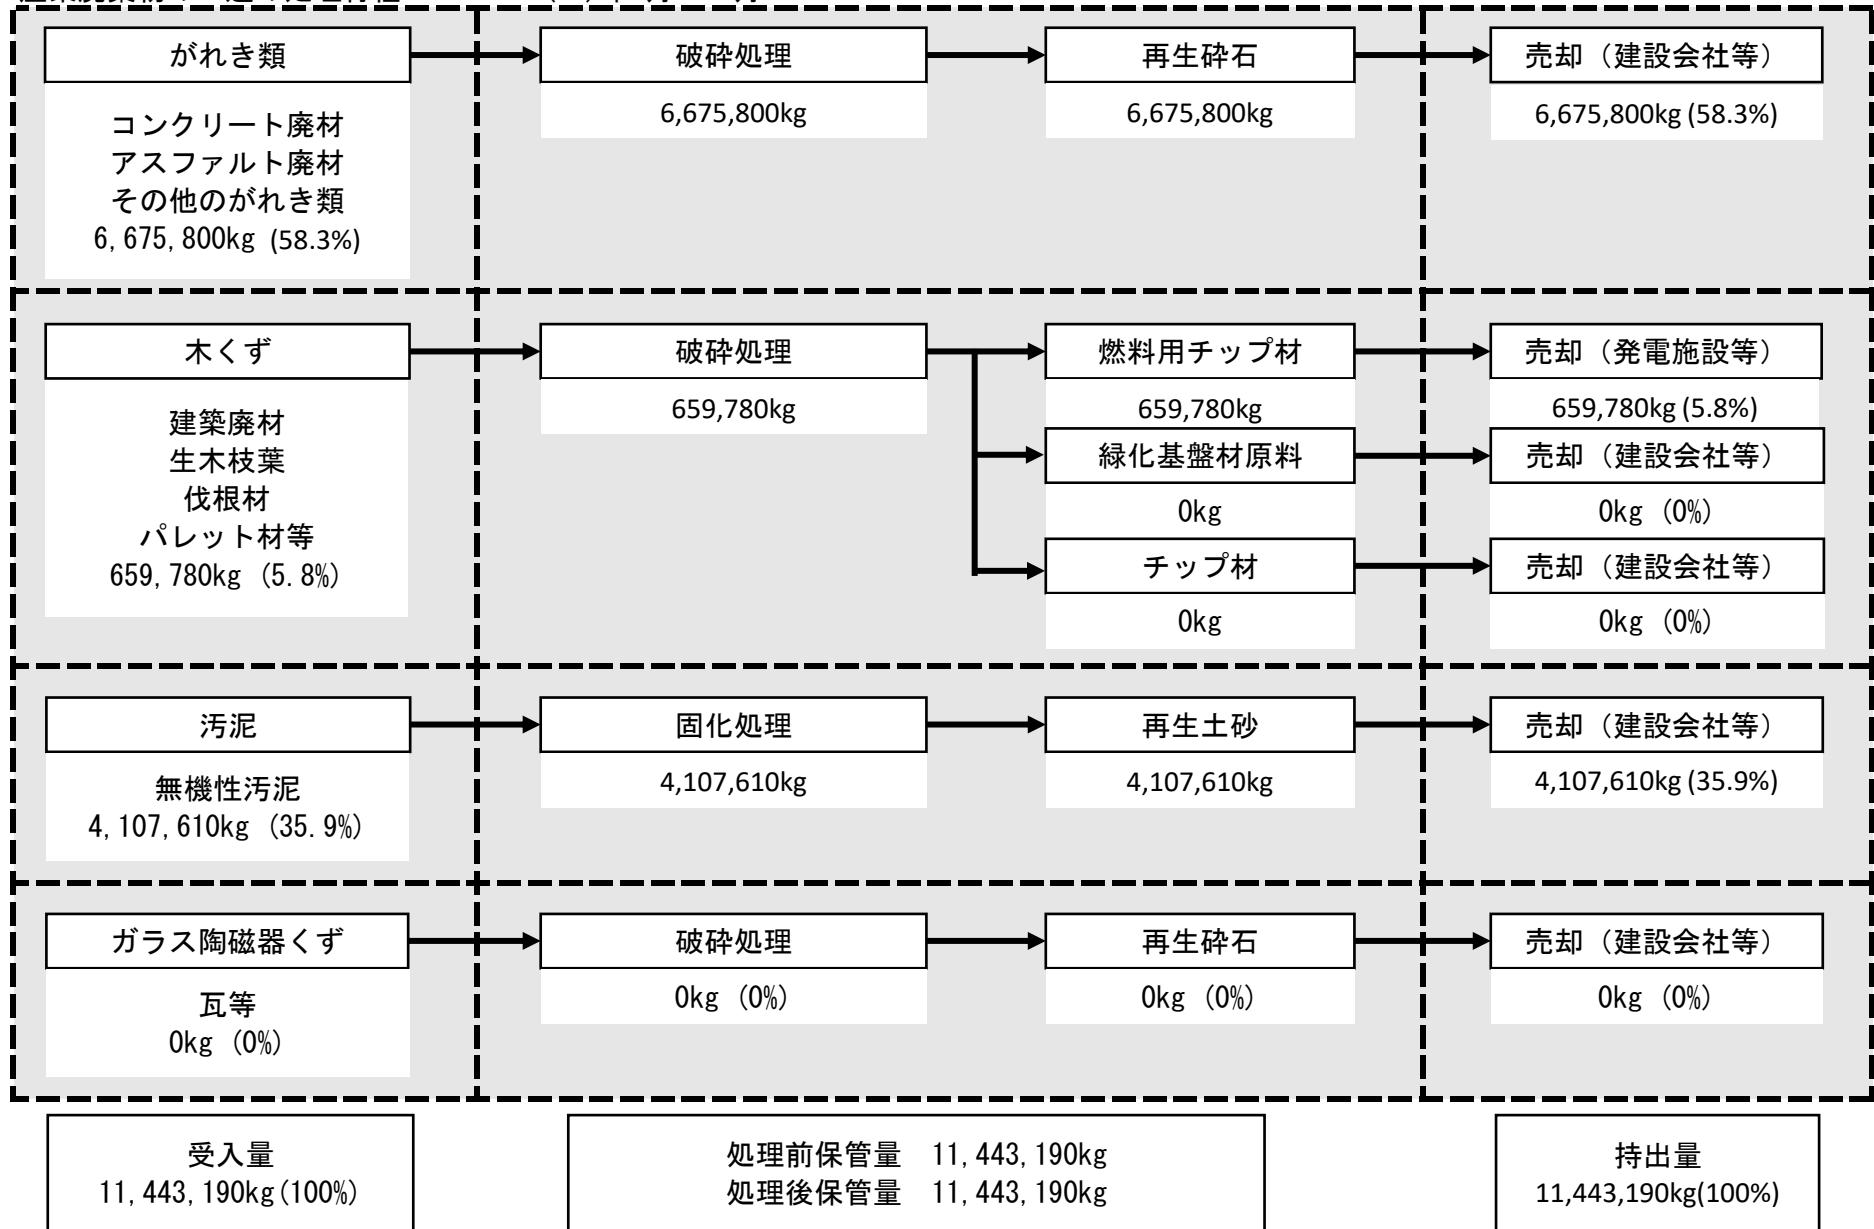 がれき類
破砕処理
再生砕石
売却（建設会社等）
コンクリート廃材
アスファルト廃材
その他のがれき類
6,675,800kg (58.3%)
6,675,800kg
6,675,800kg
6,675,800kg (58.3%)
木くず
破砕処理
燃料用チップ材
売却（発電施設等）
建築廃材
生木枝葉
伐根材
パレット材等
659,780kg (5.8%)
659,780kg
659,780kg
659,780kg (5.8%)
緑化基盤材原料
売却（建設会社等）
0kg
0kg (0%)
チップ材
売却（建設会社等）
0kg
0kg (0%)
汚泥
固化処理
再生土砂
売却（建設会社等）
無機性汚泥
4,107,610kg (35.9%)
4,107,610kg
4,107,610kg
4,107,610kg (35.9%)
ガラス陶磁器くず
破砕処理
再生砕石
売却（建設会社等）
瓦等
0kg (0%)
0kg (0%)
0kg (0%)
0kg (0%)
受入量
11,443,190kg(100%)
処理前保管量　11,443,190kg
処理後保管量　11,443,190kg
持出量
11,443,190kg(100%)